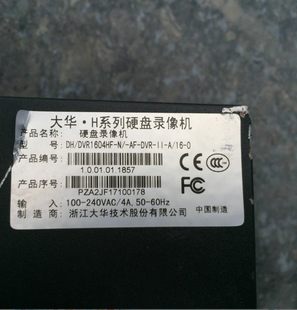 大华·H系列硬盘录像机
产品名称: 硬盘录像机
型 号: DH/DVR1604HF-N/-AF-DVR-II-A/16-0
产品编码:
1.0.01.01.1857
产品序列:
PZA2JF17100178
输 入: 100-240VAC/4A, 50-60Hz
制 造 商: 浙江大华技术股份有限公司 中国制造